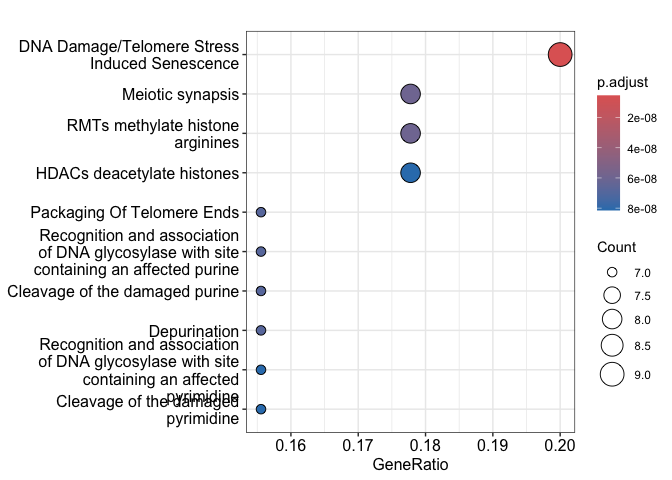 DNA Damage/Telomere Stress
Induced Senescence
Meiotic synapsis
RMTs methylate histone
arginines
HDACs deacetylate histones
Packaging Of Telomere Ends
Recognition and association
of DNA glycosylase with site
containing an affected purine
Cleavage of the damaged purine
Depurination
Recognition and association
of DNA glycosylase with site
containing an affected
pyrimidine
Cleavage of the damaged
pyrimidine
0.16
0.17
0.18
0.19
0.20
GeneRatio
p.adjust
2e-08
4e-08
6e-08
8e-08
Count
7.0
7.5
8.0
8.5
9.0